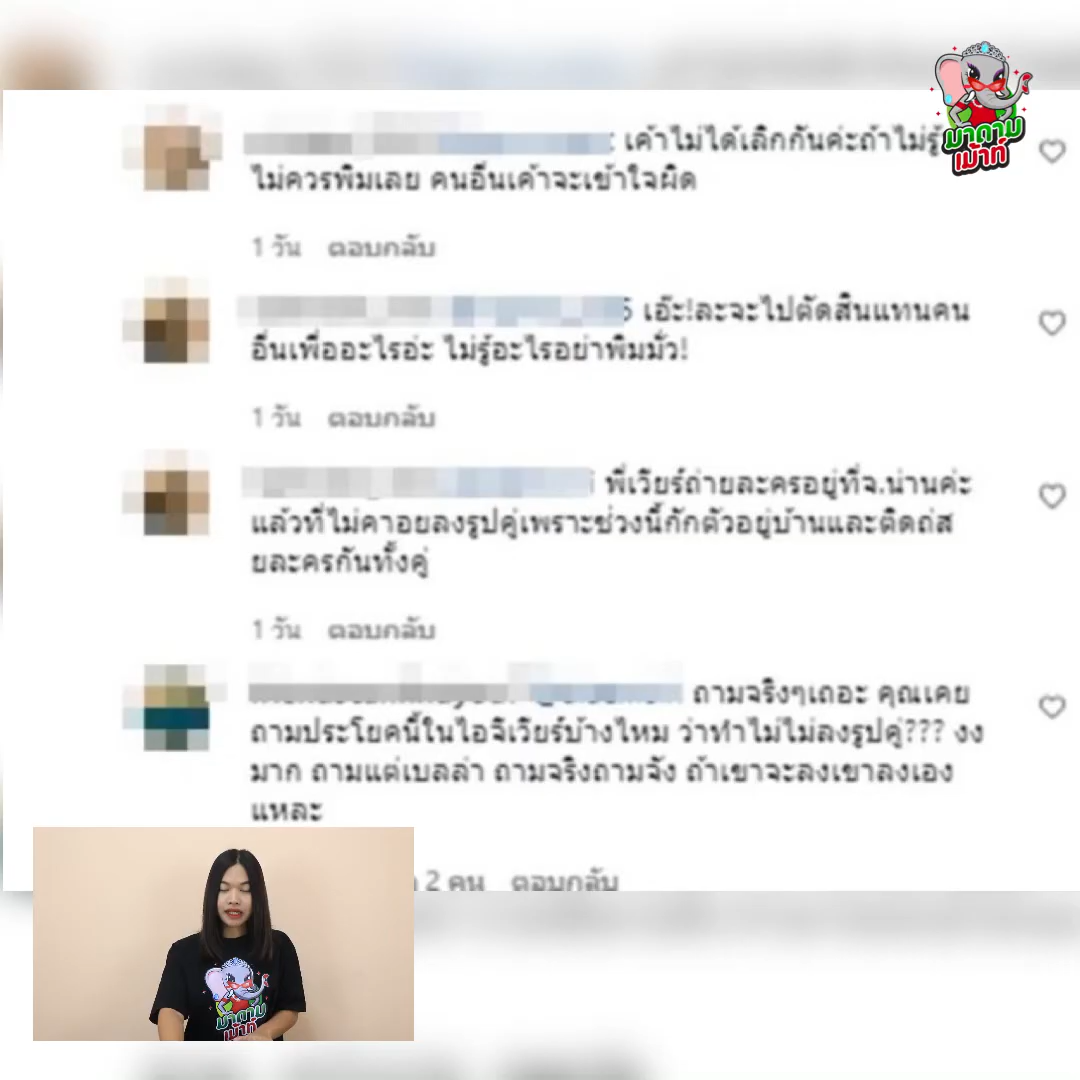 มาดาม
เม้าท์
เค้าไม่ได้เลิกกันค่ะถ้าไม่รู้
ไม่ควรพิมเลย คนอื่นเค้าจะเข้าใจผิด
1 วัน ตอบกลับ
เอ๊ะ!ละจะไปตัดสินแทนคน
อื่นเพื่ออะไรอ่ะ ไม่รู้อะไรอย่าพิมมั่ว!
1 วัน ตอบกลับ
พี่เวียร์ถ่ายละครอยู่ที่จ.น่านค่ะ
แล้วที่ไม่คาอยลงรูปคู่เพราะช่วงนี้กักตัวอยู่บ้านและติดถ่ส
ยละครกันทั้งคู่
1 วัน ตอบกลับ
ถามจริงๆเถอะ คุณเคย
ถามประโยคนี้ในไอจีเวียร์บ้างไหม ว่าทำไม่ไม่ลงรูปคู่??? งง
มาก ถามแต่เบลล่า ถามจริงถามจัง ถ้าเขาจะลงเขาลงเอง
แหละ
2 คน ตอบกลับ
มาดาม
เม้าท์